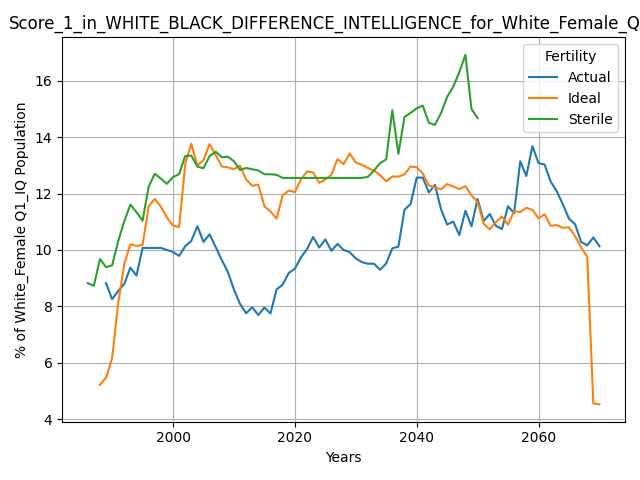 Score_1_in_WHITE_BLACK_DIFFERENCE_INTELLIGENCE_for_White_Female_Q
Fertility
Actual
Ideal
Sterile
% of White_Female Q1_IQ Population
16
14
12
10
8
6
4
2000 2020 2040 2060
Years